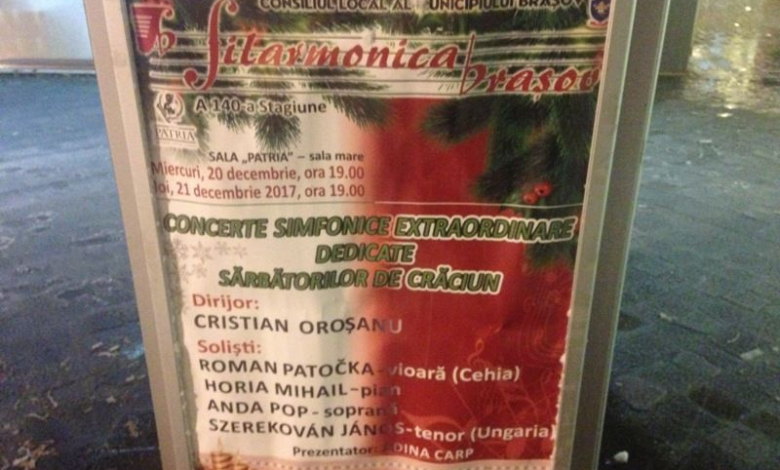 CONSILIUL LOCAL AL MUNICIPIULUI BRAȘOV
filarmonica
brașov
A 140-a Stagiune
PATRIA
SALA „PATRIA” – sala mare
Miercuri, 20 decembrie, ora 19.00
Joi, 21 decembrie 2017, ora 19.00
CONCERTE SIMFONICE EXTRAORDINARE
DEDICATE
SĂRBĂTORILOR DE CRĂCIUN
Dirijor:
CRISTIAN OROȘANU
Soliști:
ROMAN PATOČKA - vioară (Cehia)
HORIA MIHAIL - pian
ANDA POP - soprană
SZEREKOVÁN JÁNOS - tenor (Ungaria)
Prezentator: EDINA CARP